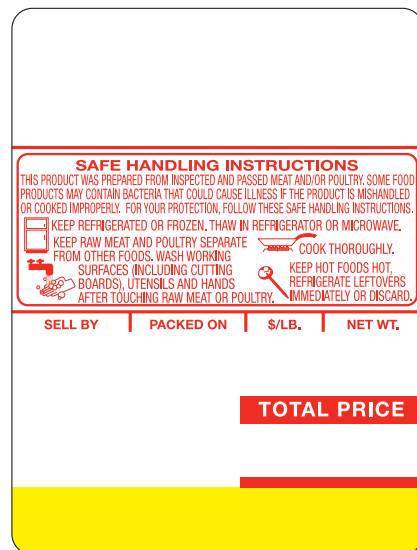 SAFE HANDLING INSTRUCTIONS
THIS PRODUCT WAS PREPARED FROM INSPECTED AND PASSED MEAT AND/OR POULTRY. SOME FOOD
PRODUCTS MAY CONTAIN BACTERIA THAT COULD CAUSE ILLNESS IF THE PRODUCT IS MISHANDLED
OR COOKED IMPROPERLY. FOR YOUR PROTECTION, FOLLOW THESE SAFE HANDLING INSTRUCTIONS.
KEEP REFRIGERATED OR FROZEN. THAW IN REFRIGERATOR OR MICROWAVE.
KEEP RAW MEAT AND POULTRY SEPARATE
FROM OTHER FOODS. WASH WORKING
SURFACES (INCLUDING CUTTING
BOARDS), UTENSILS AND HANDS
AFTER TOUCHING RAW MEAT OR POULTRY.
COOK THOROUGHLY.
KEEP HOT FOODS HOT,
REFRIGERATE LEFTOVERS
IMMEDIATELY OR DISCARD.
SELL BY PACKED ON $/LB. NET WT.
TOTAL PRICE